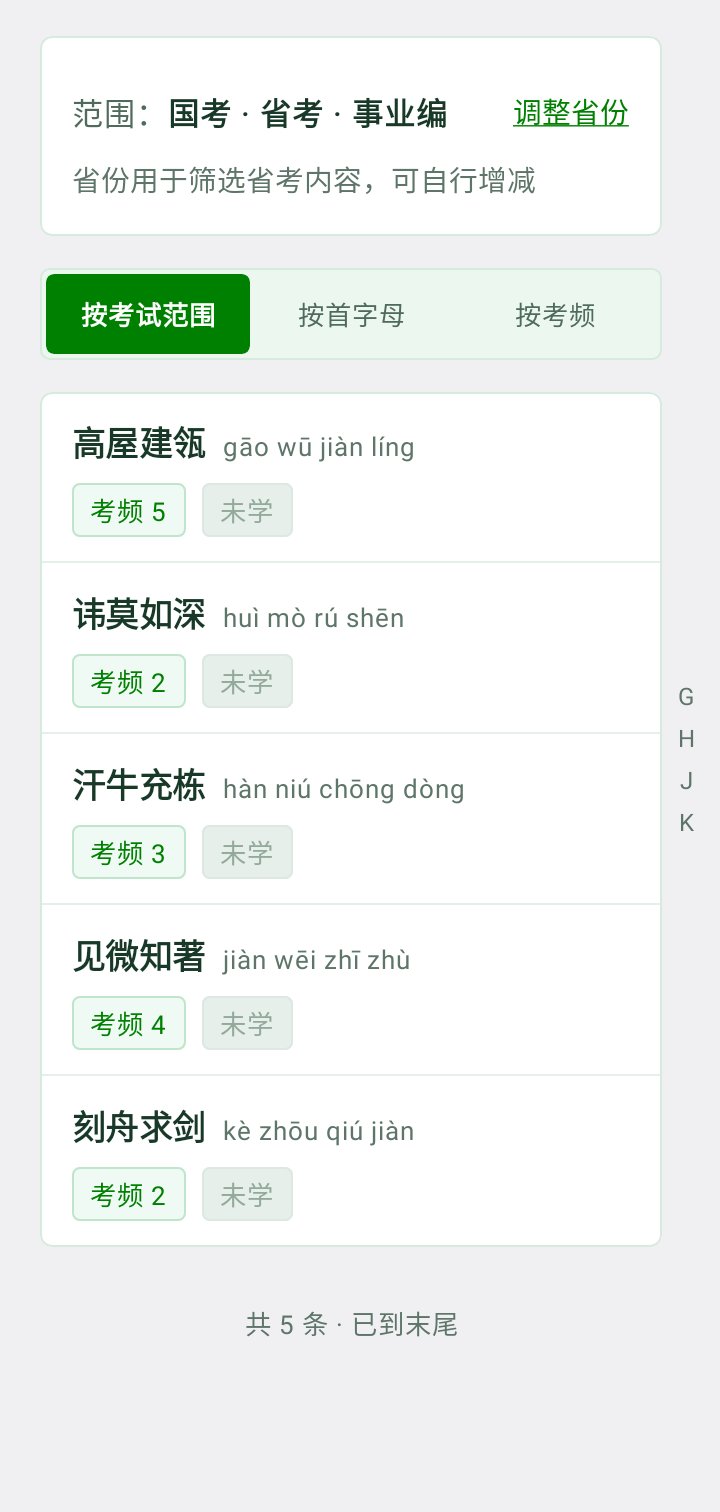 范围：国考 · 省考 · 事业编 调整省份
省份用于筛选省考内容，可自行增减
按考试范围 按首字母 按考频
高屋建瓴 gāo wū jiàn líng
考频 5 未学
讳莫如深 huì mò rú shēn
考频 2 未学
汗牛充栋 hàn niú chōng dòng
考频 3 未学
见微知著 jiàn wēi zhī zhù
考频 4 未学
刻舟求剑 kè zhōu qiú jiàn
考频 2 未学
G
H
J
K
共 5 条 · 已到末尾